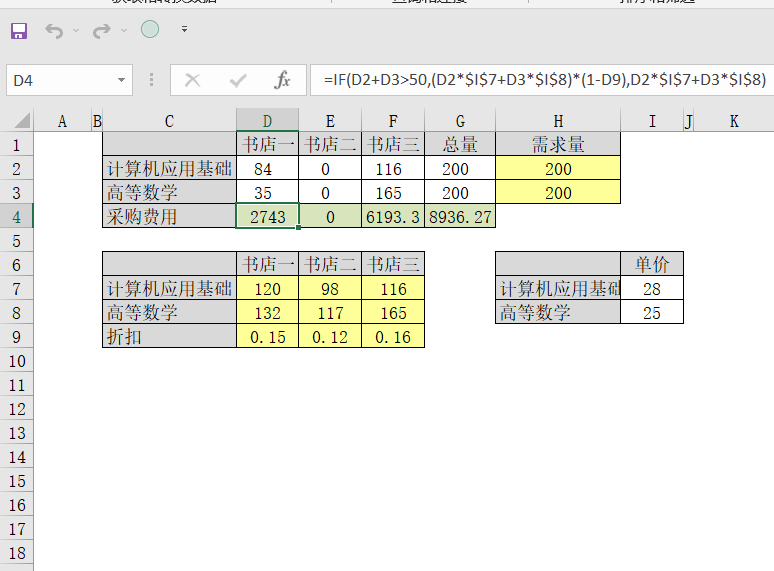 D4 fx =IF(D2+D3>50,(D2*$I$7+D3*$I$8)*(1-D9),D2*$I$7+D3*$I$8)
A B C D E F G H I J K
1 书店一 书店二 书店三 总量 需求量
2 计算机应用基础 84 0 116 200 200
3 高等数学 35 0 165 200 200
4 采购费用 2743 0 6193.3 8936.27
5
6 书店一 书店二 书店三 单价
7 计算机应用基础 120 98 116 计算机应用基础 28
8 高等数学 132 117 165 高等数学 25
9 折扣 0.15 0.12 0.16
10
11
12
13
14
15
16
17
18